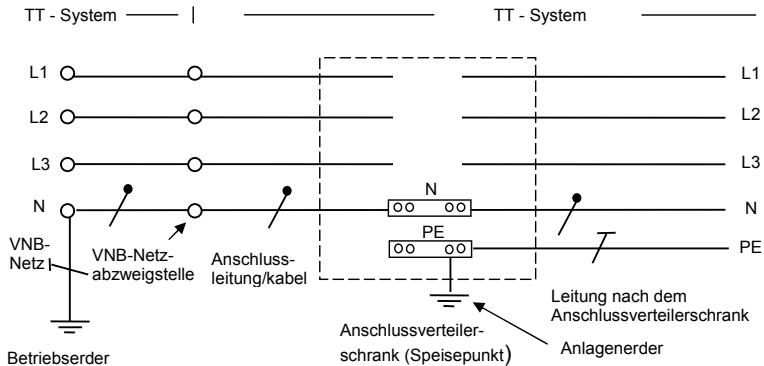 TT - System
TT - System
L1
L1
L2
L2
L3
L3
N
N
N
PE
PE
VNB-
Netz
VNB-Netz-
abzweigstelle
Anschluss-
leitung/kabel
Leitung nach dem
Anschlussverteilerschrank
Betriebserder
Anschlussverteiler-
schrank (Speisepunkt)
Anlagenerder